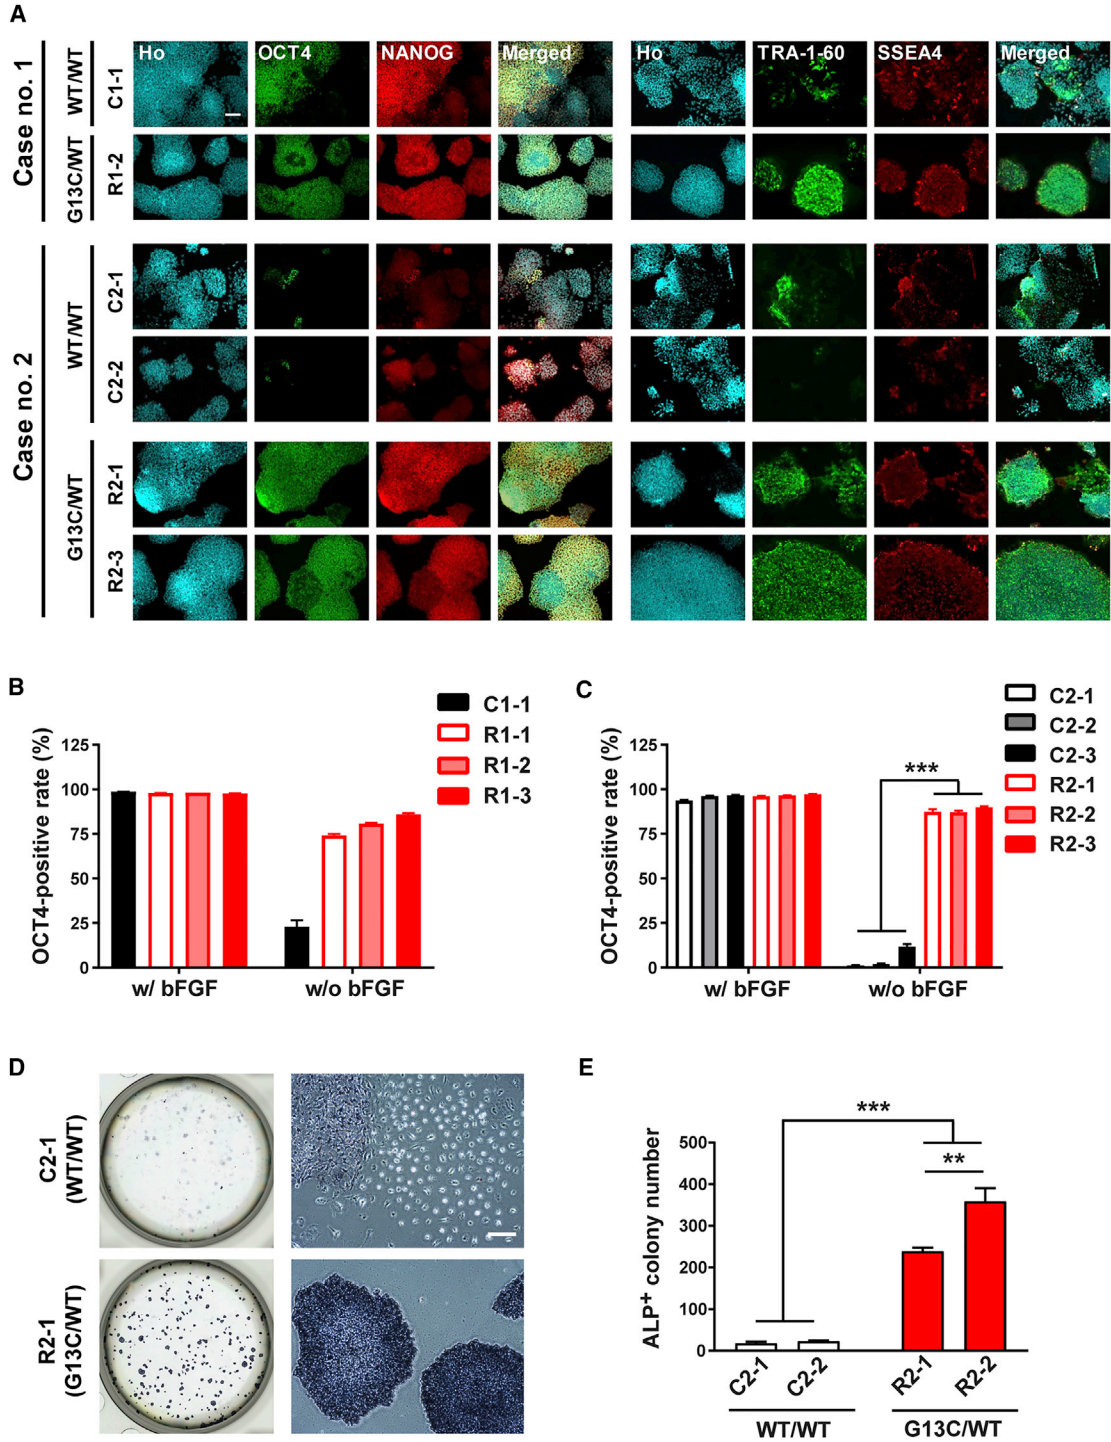 A
Ho OCT4 NANOG Merged Ho TRA-1-60 SSEA4 Merged
Case no. 1
WT/WT
C1-1
G13C/WT
R1-2
Case no. 2
WT/WT
C2-1
C2-2
G13C/WT
R2-1
R2-3
B
C1-1
R1-1
R1-2
R1-3
OCT4-positive rate (%)
125
100
75
50
25
0
w/ bFGF w/o bFGF
C
C2-1
C2-2
C2-3
R2-1
R2-2
R2-3
OCT4-positive rate (%)
125
100
75
50
25
0
***
w/ bFGF w/o bFGF
D
C2-1
(WT/WT)
R2-1
(G13C/WT)
E
ALP+ colony number
500
400
300
200
100
0
***
**
C2-1 C2-2 R2-1 R2-2
WT/WT G13C/WT